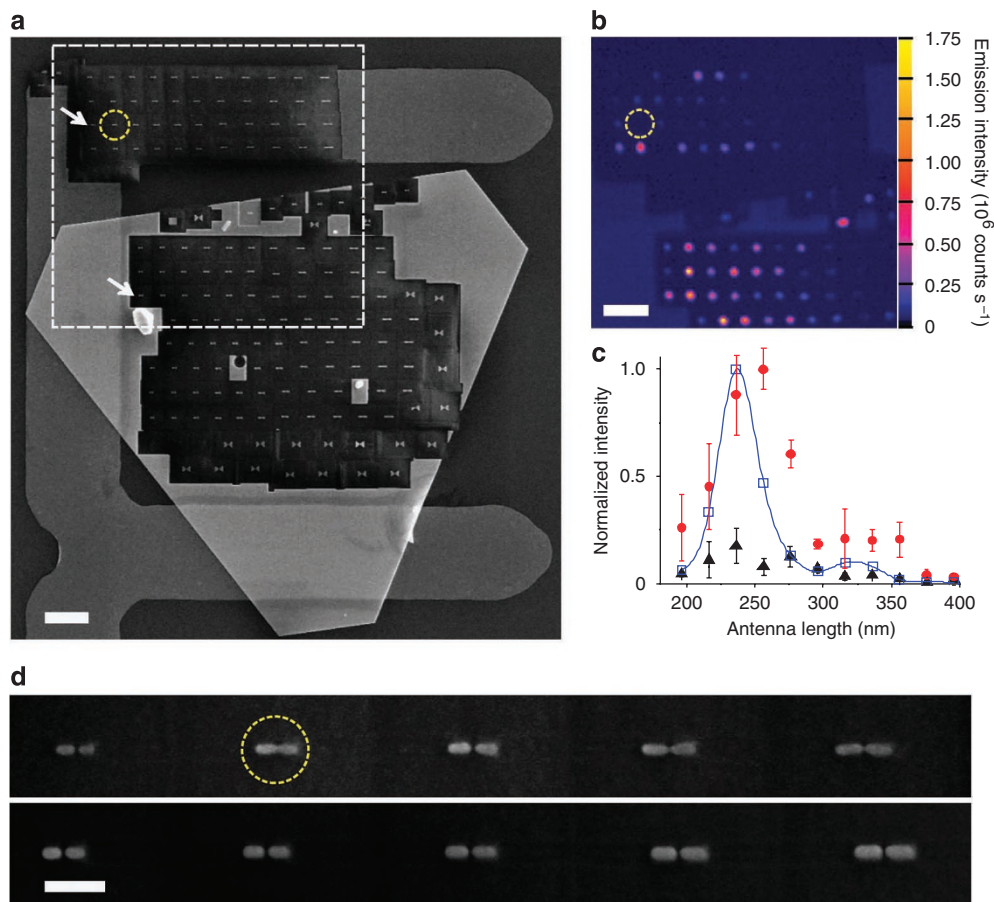 a
b
1.75
1.50
1.25
1.00
0.75
0.50
0.25
0
Emission intensity (10⁶ counts s⁻¹)
c
1.0
0.5
0
Normalized intensity
200
250
300
350
400
Antenna length (nm)
d